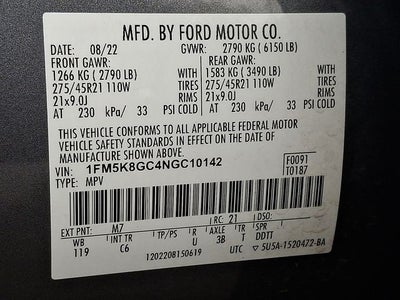 MFD. BY FORD MOTOR CO.
DATE: 08/22 GVWR: 2790 KG ( 6150 LB)
FRONT GAWR: REAR GAWR:
1266 KG ( 2790 LB) 1583 KG ( 3490 LB)
275/45R21 110W TIRES 275/45R21 110W TIRES
21x9.0J RIMS 21x9.0J RIMS
AT 230 kPa/ 33 PSI COLD AT 230 kPa/ 33 PSI COLD
THIS VEHICLE CONFORMS TO ALL APPLICABLE FEDERAL MOTOR
VEHICLE SAFETY STANDARDS IN EFFECT ON THE DATE OF
MANUFACTURE SHOWN ABOVE.
VIN: 1FM5K8GC4NGC10142
TYPE: MPV
F0091
T0187
EXT PNT: M7 RC: 21 DSO:
WB INT TR TP/PS R AXLE TR SPR
119 C6 U 3B T DDTT
1202208150619 UTC 5U5A-1520472-BA